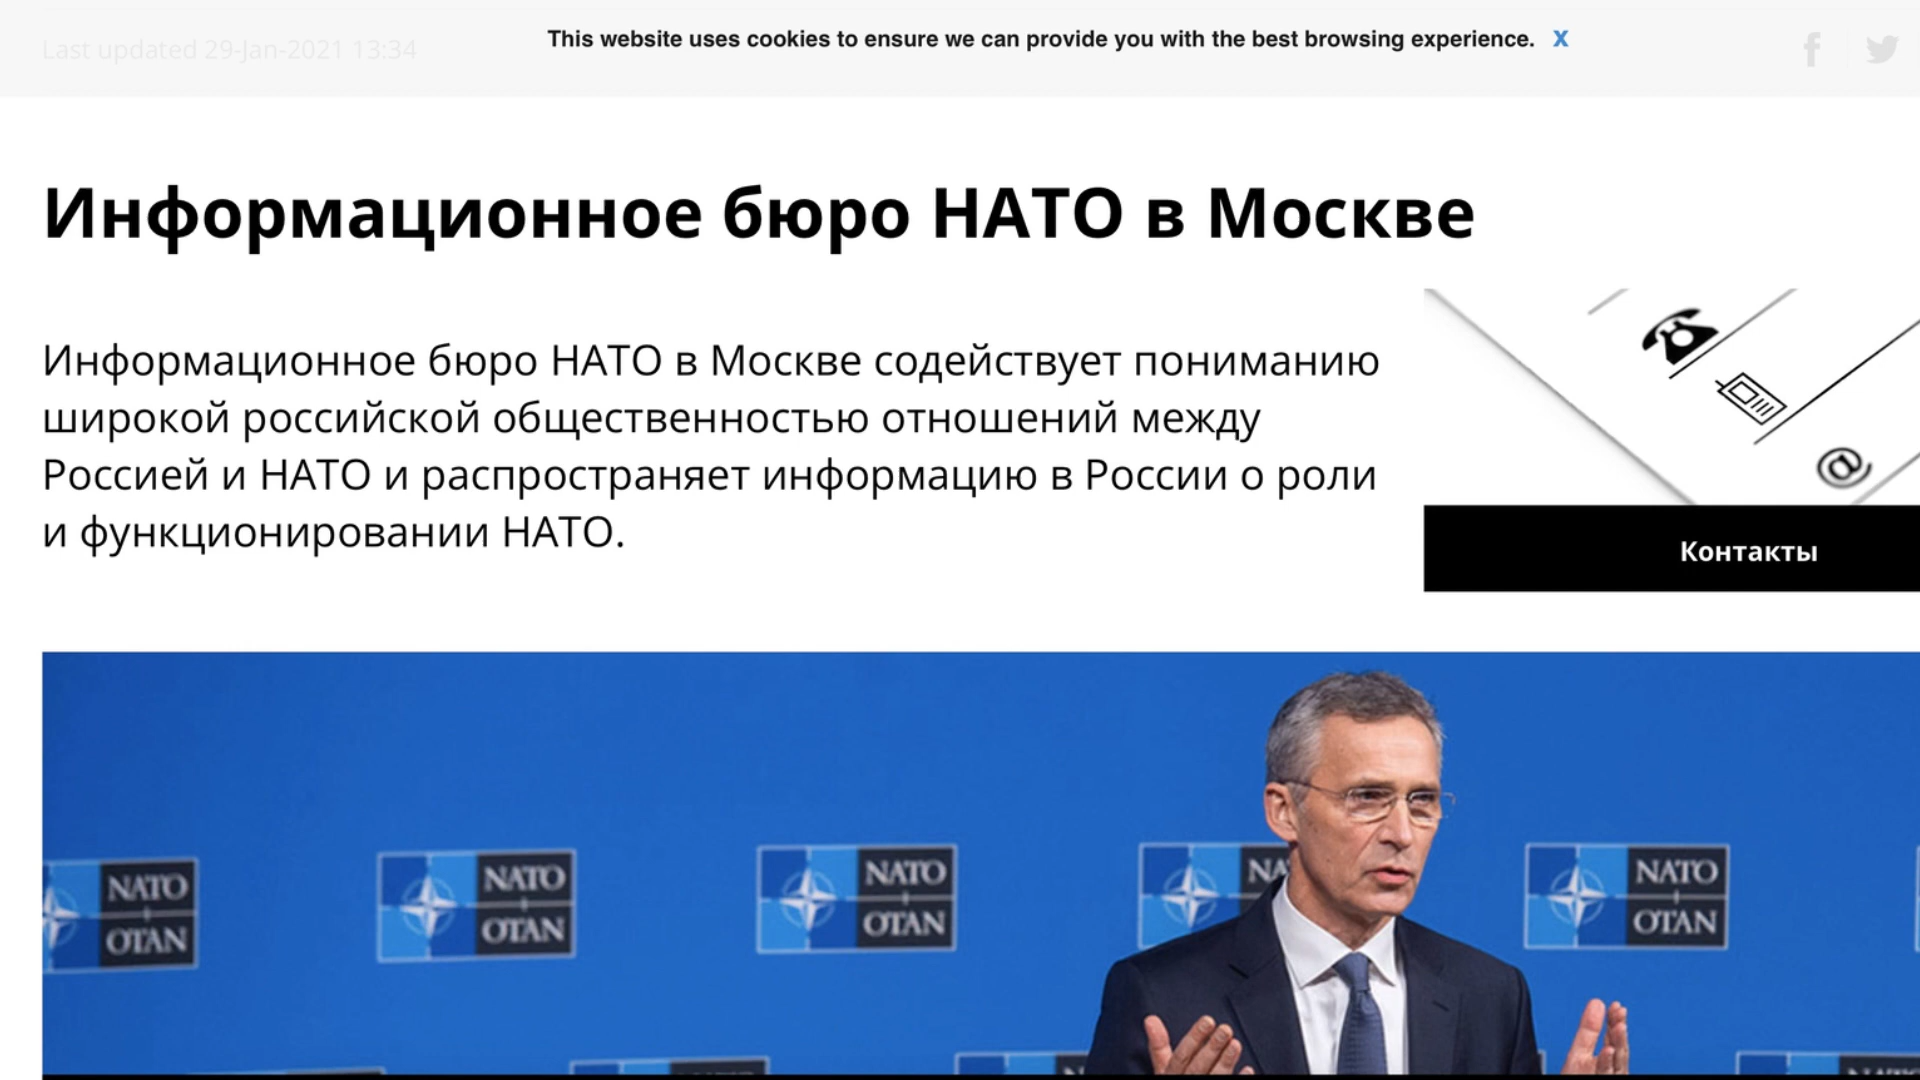 Last updated 29-Jan-2021 13:34
This website uses cookies to ensure we can provide you with the best browsing experience. X
Информационное бюро НАТО в Москве
Информационное бюро НАТО в Москве содействует пониманию
широкой российской общественностью отношений между
Россией и НАТО и распространяет информацию в России о роли
и функционировании НАТО.
@
Контакты
NATO
OTAN
NATO
OTAN
NATO
OTAN
NATO
OTAN